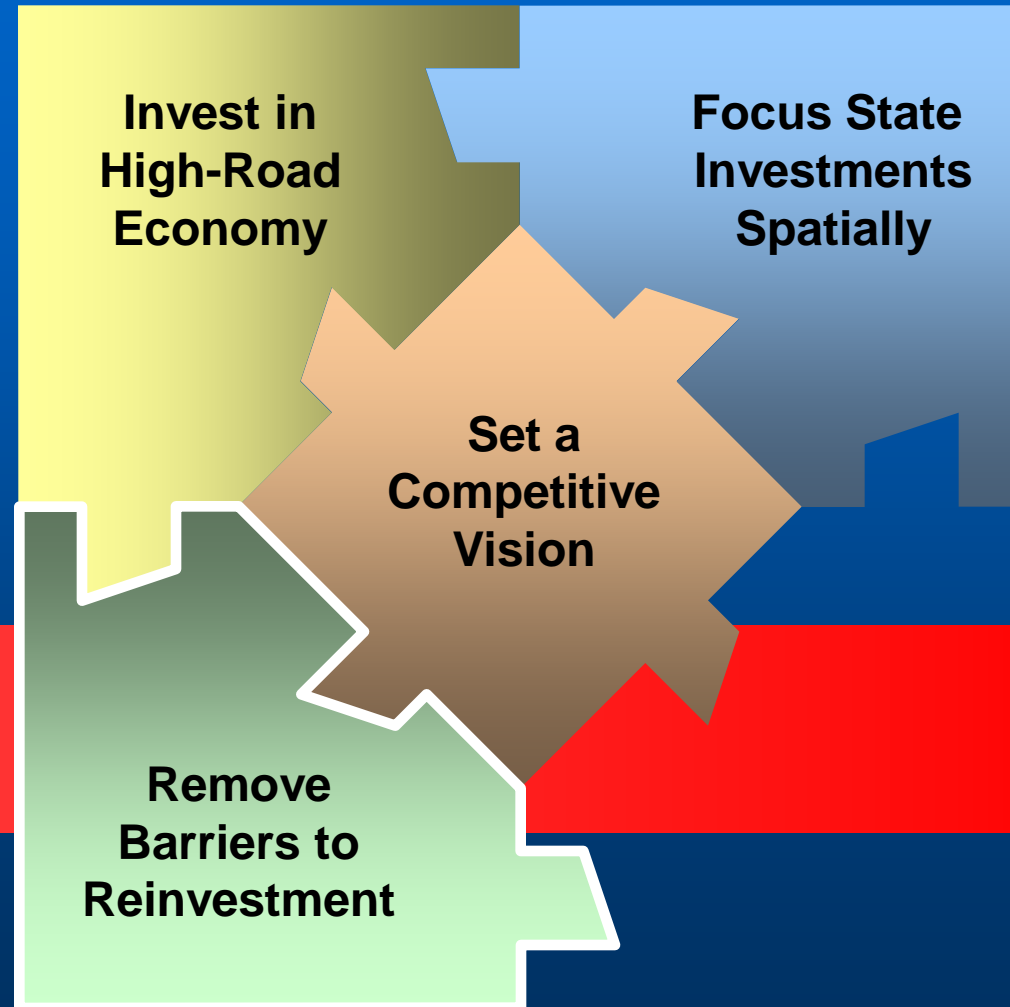 Invest in
High-Road
Economy
Focus State
Investments
Spatially
Set a
Competitive
Vision
Remove
Barriers to
Reinvestment